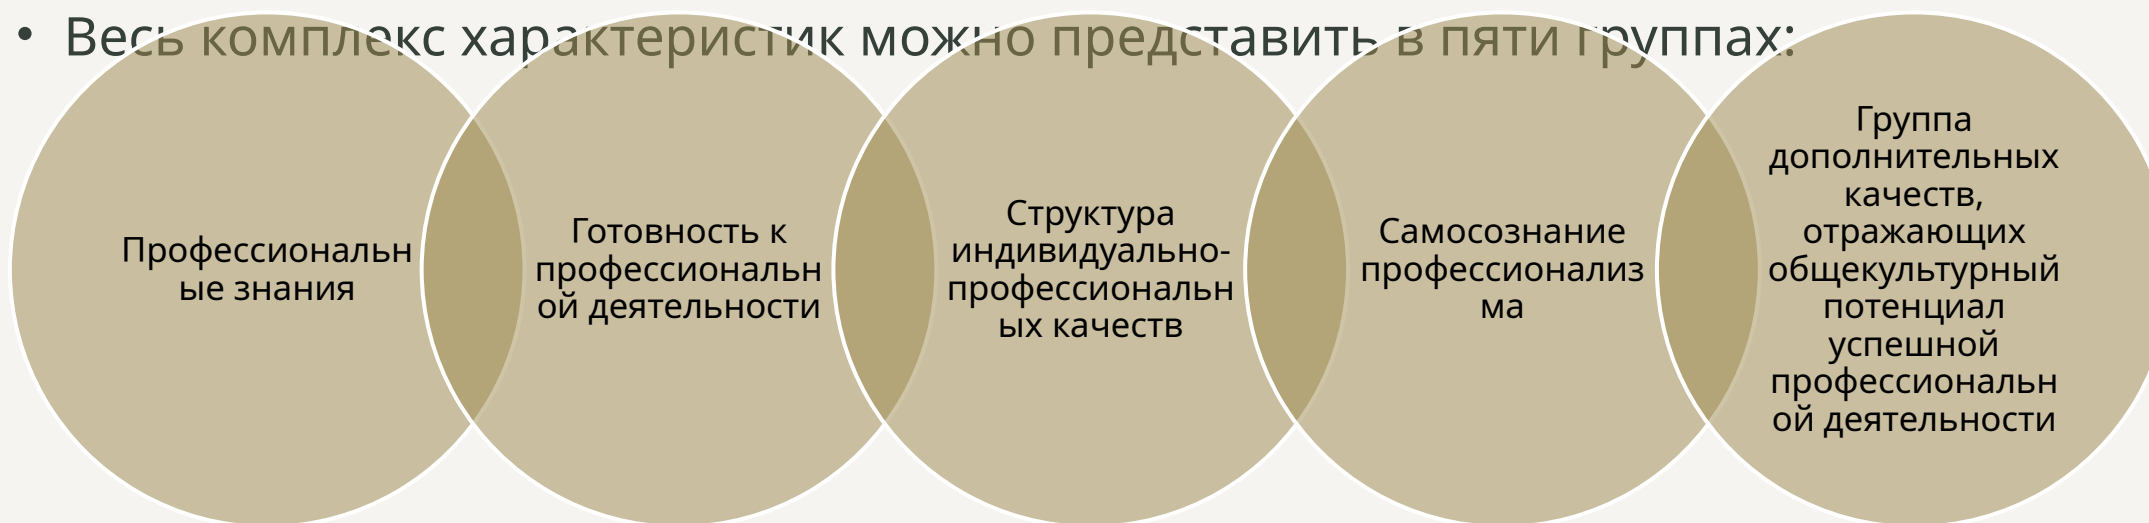 • Весь комплекс характеристик можно представить в пяти группах:
Профессиональн
ые знания
Готовность к
профессиональн
ой деятельности
Структура
индивидуально-
профессиональн
ых качеств
Самосознание
профессионализ
ма
Группа
дополнительных
качеств,
отражающих
общекультурный
потенциал
успешной
профессиональн
ой деятельности